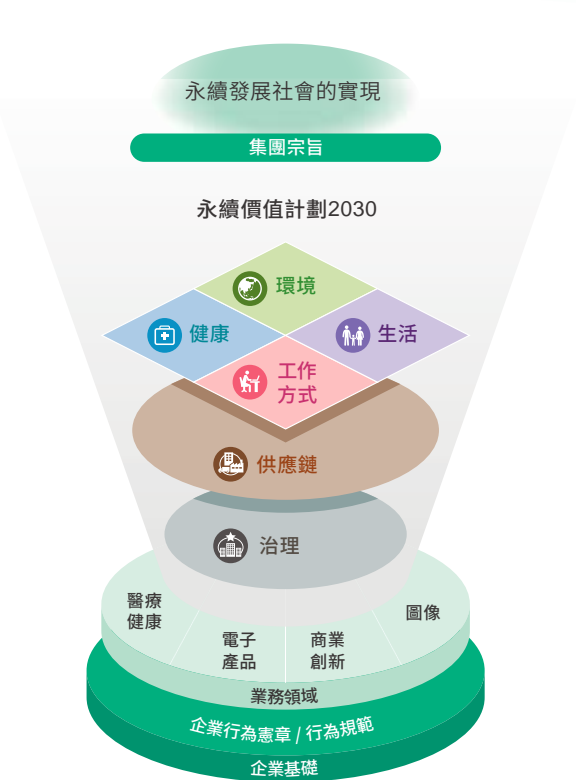 永續發展社會的實現
集團宗旨
永續價值計劃2030
環境
健康
生活
工作
方式
供應鏈
治理
醫療
健康
電子
產品
商業
創新
圖像
業務領域
企業行為憲章 / 行為規範
企業基礎